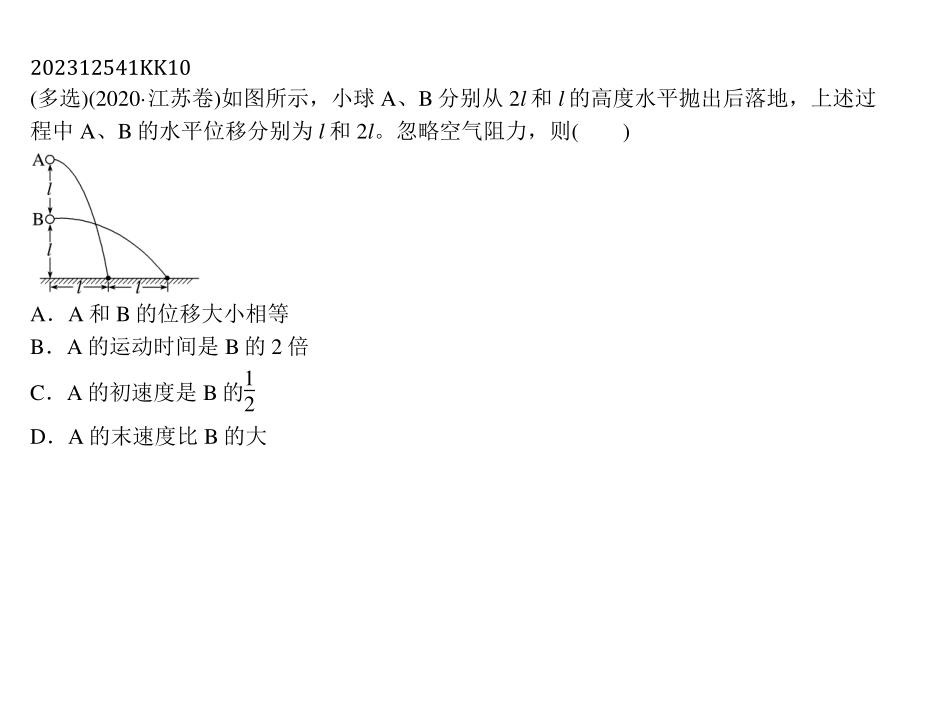 202312541KK10
(多选)(2020·江苏卷)如图所示，小球 A、B 分别从 2l 和 l 的高度水平抛出后落地，上述过
程中 A、B 的水平位移分别为 l 和 2l。忽略空气阻力，则(　　)
A
l
B
l
l l
A．A 和 B 的位移大小相等
B．A 的运动时间是 B 的 2 倍
C．A 的初速度是 B 的1/2
D．A 的末速度比 B 的大